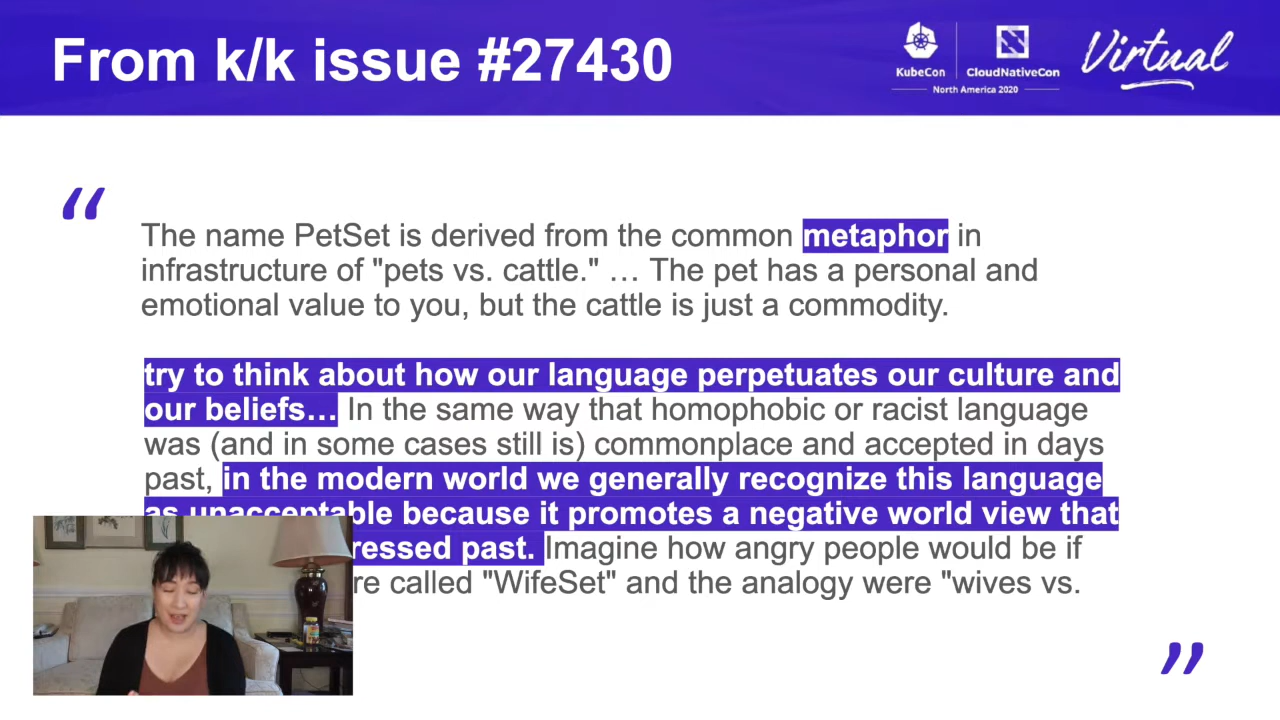 From k/k issue #27430
KubeCon
CloudNativeCon
North America 2020
Virtual
“
The name PetSet is derived from the common metaphor in
infrastructure of "pets vs. cattle." … The pet has a personal and
emotional value to you, but the cattle is just a commodity.
try to think about how our language perpetuates our culture and
our beliefs… In the same way that homophobic or racist language
was (and in some cases still is) commonplace and accepted in days
past, in the modern world we generally recognize this language
as unacceptable because it promotes a negative world view that
ressed past. Imagine how angry people would be if
re called "WifeSet" and the analogy were "wives vs.
”